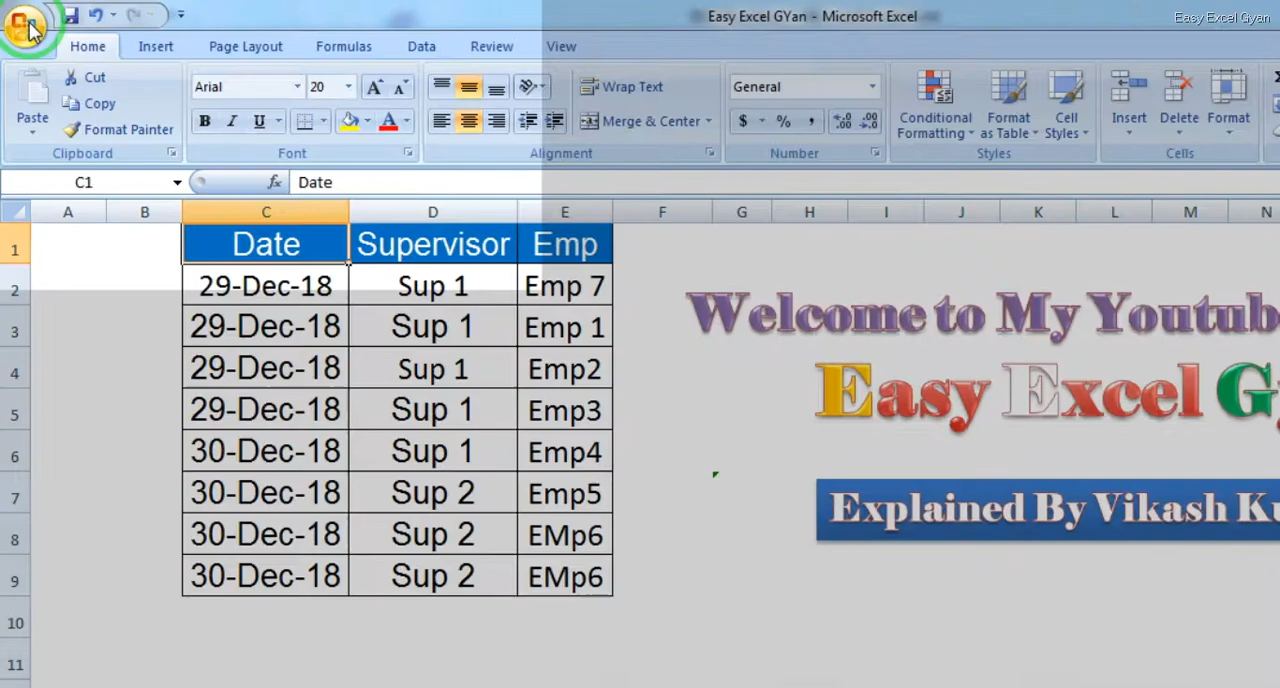 Easy Excel GYan - Microsoft Excel
Easy Excel Gyan
Home Insert Page Layout Formulas Data Review View
Cut
Copy
Format Painter
Paste
Clipboard
Arial 20
B I U
Font
Wrap Text
Merge & Center
Alignment
General
$ % ,
Number
Conditional Formatting
Format as Table
Cell Styles
Styles
Insert Delete Format
Cells
C1 fx Date
A B C D E F G H I J K L M N
1 Date Supervisor Emp
2 29-Dec-18 Sup 1 Emp 7
3 29-Dec-18 Sup 1 Emp 1
4 29-Dec-18 Sup 1 Emp2
5 29-Dec-18 Sup 1 Emp3
6 30-Dec-18 Sup 1 Emp4
7 30-Dec-18 Sup 2 Emp5
8 30-Dec-18 Sup 2 EMp6
9 30-Dec-18 Sup 2 EMp6
10
11
Welcome to My Youtub
Easy Excel G
Explained By Vikash Ku